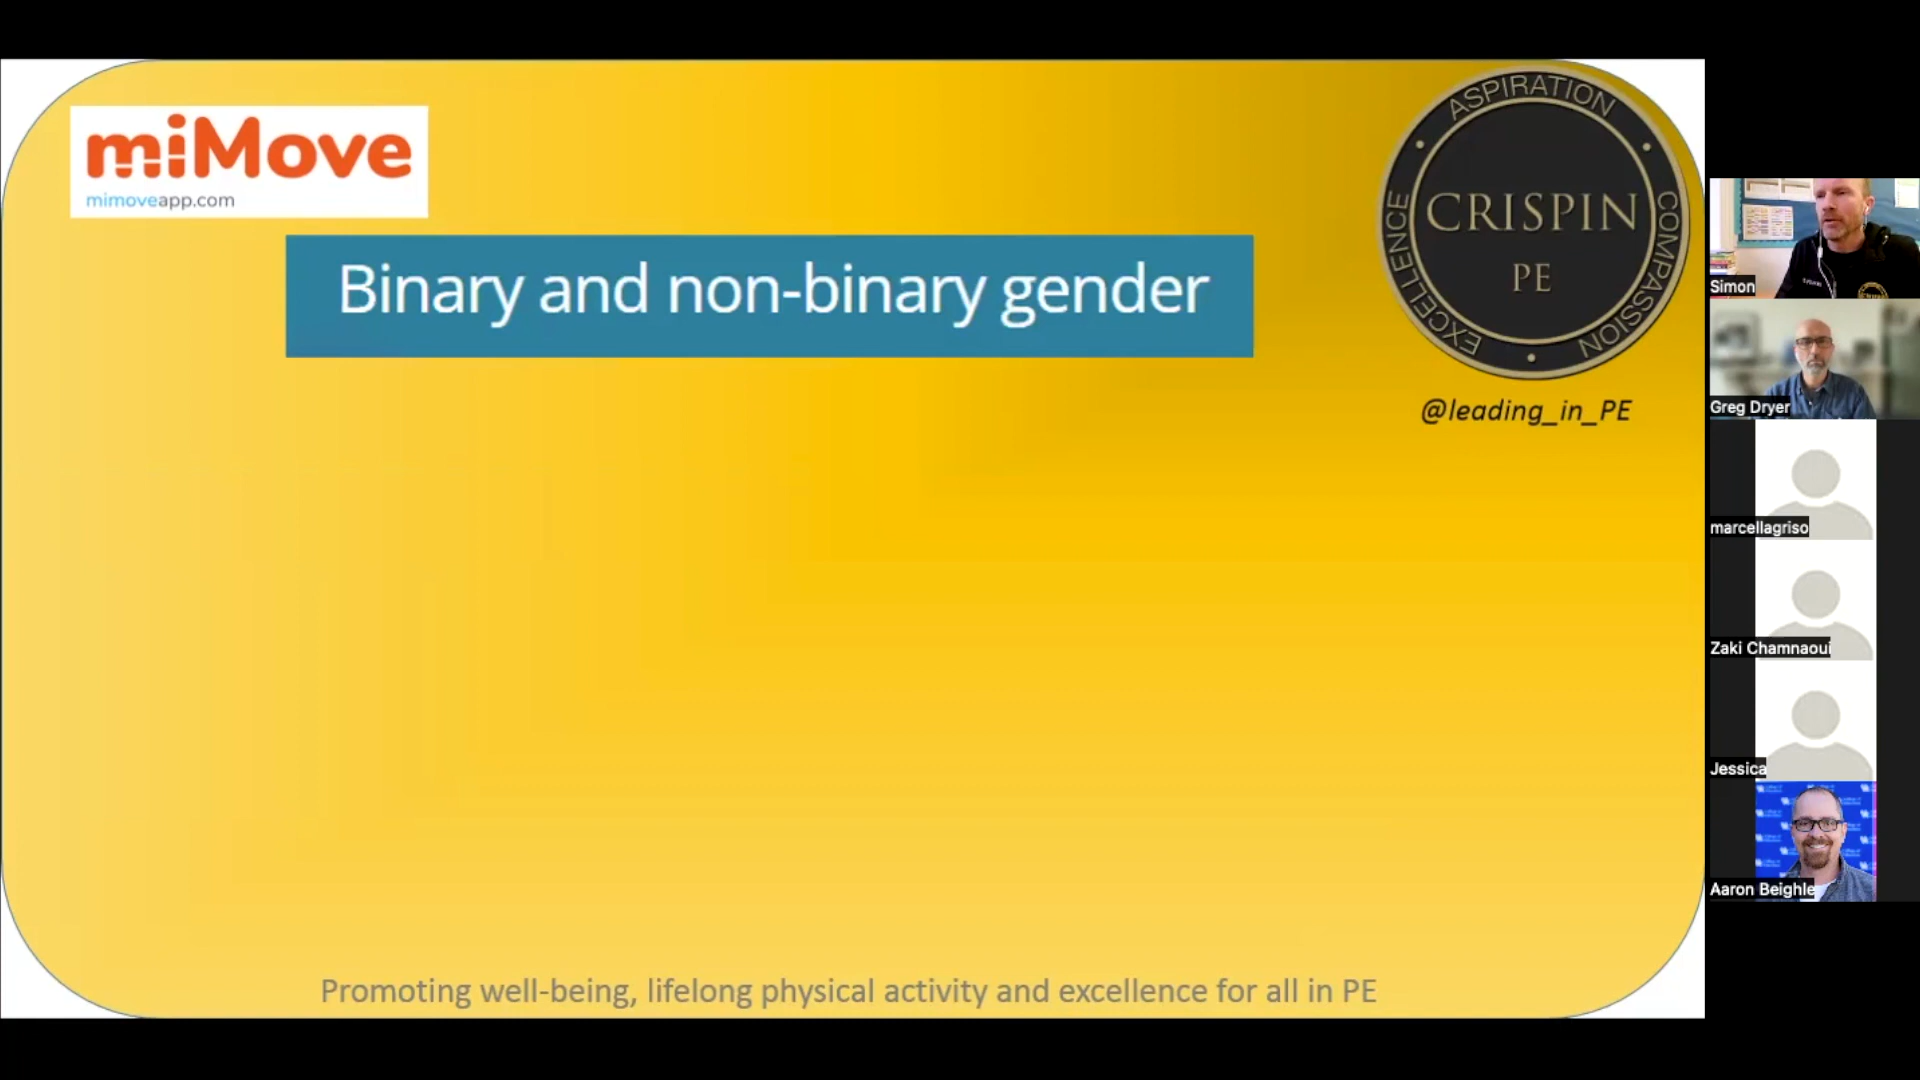 miMove
mimoveapp.com
Binary and non-binary gender
ASPIRATION
COMPASSION
EXCELLENCE
CRISPIN
PE
@leading_in_PE
Promoting well-being, lifelong physical activity and excellence for all in PE
Simon
Greg Dryer
marcellagriso
Zaki Chamnaoui
Jessica
Aaron Beighle